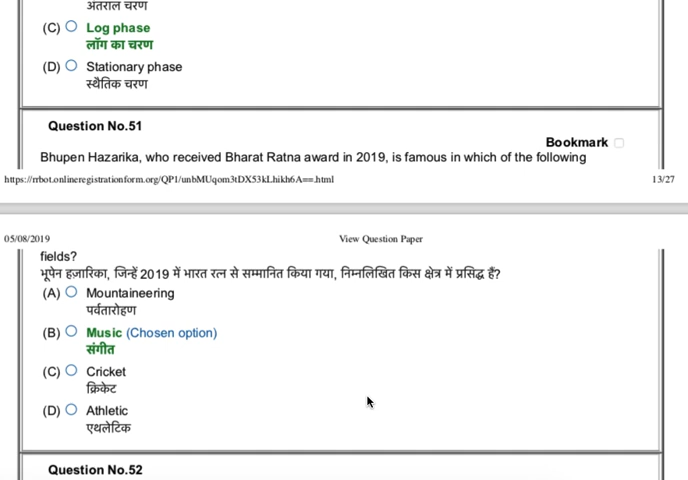 अंतराल चरण
(C) Log phase
लॉग का चरण
(D) Stationary phase
स्थैतिक चरण
Question No.51
Bookmark
Bhupen Hazarika, who received Bharat Ratna award in 2019, is famous in which of the following
https://rrbot.onlineregistrationform.org/QP1/unbMUqom3tDX53kLhikh6A==.html 13/27
05/08/2019 View Question Paper
fields?
भूपेन हज़ारिका, जिन्हें 2019 में भारत रत्न से सम्मानित किया गया, निम्नलिखित किस क्षेत्र में प्रसिद्ध हैं?
(A) Mountaineering
पर्वतारोहण
(B) Music (Chosen option)
संगीत
(C) Cricket
क्रिकेट
(D) Athletic
एथलेटिक
Question No.52